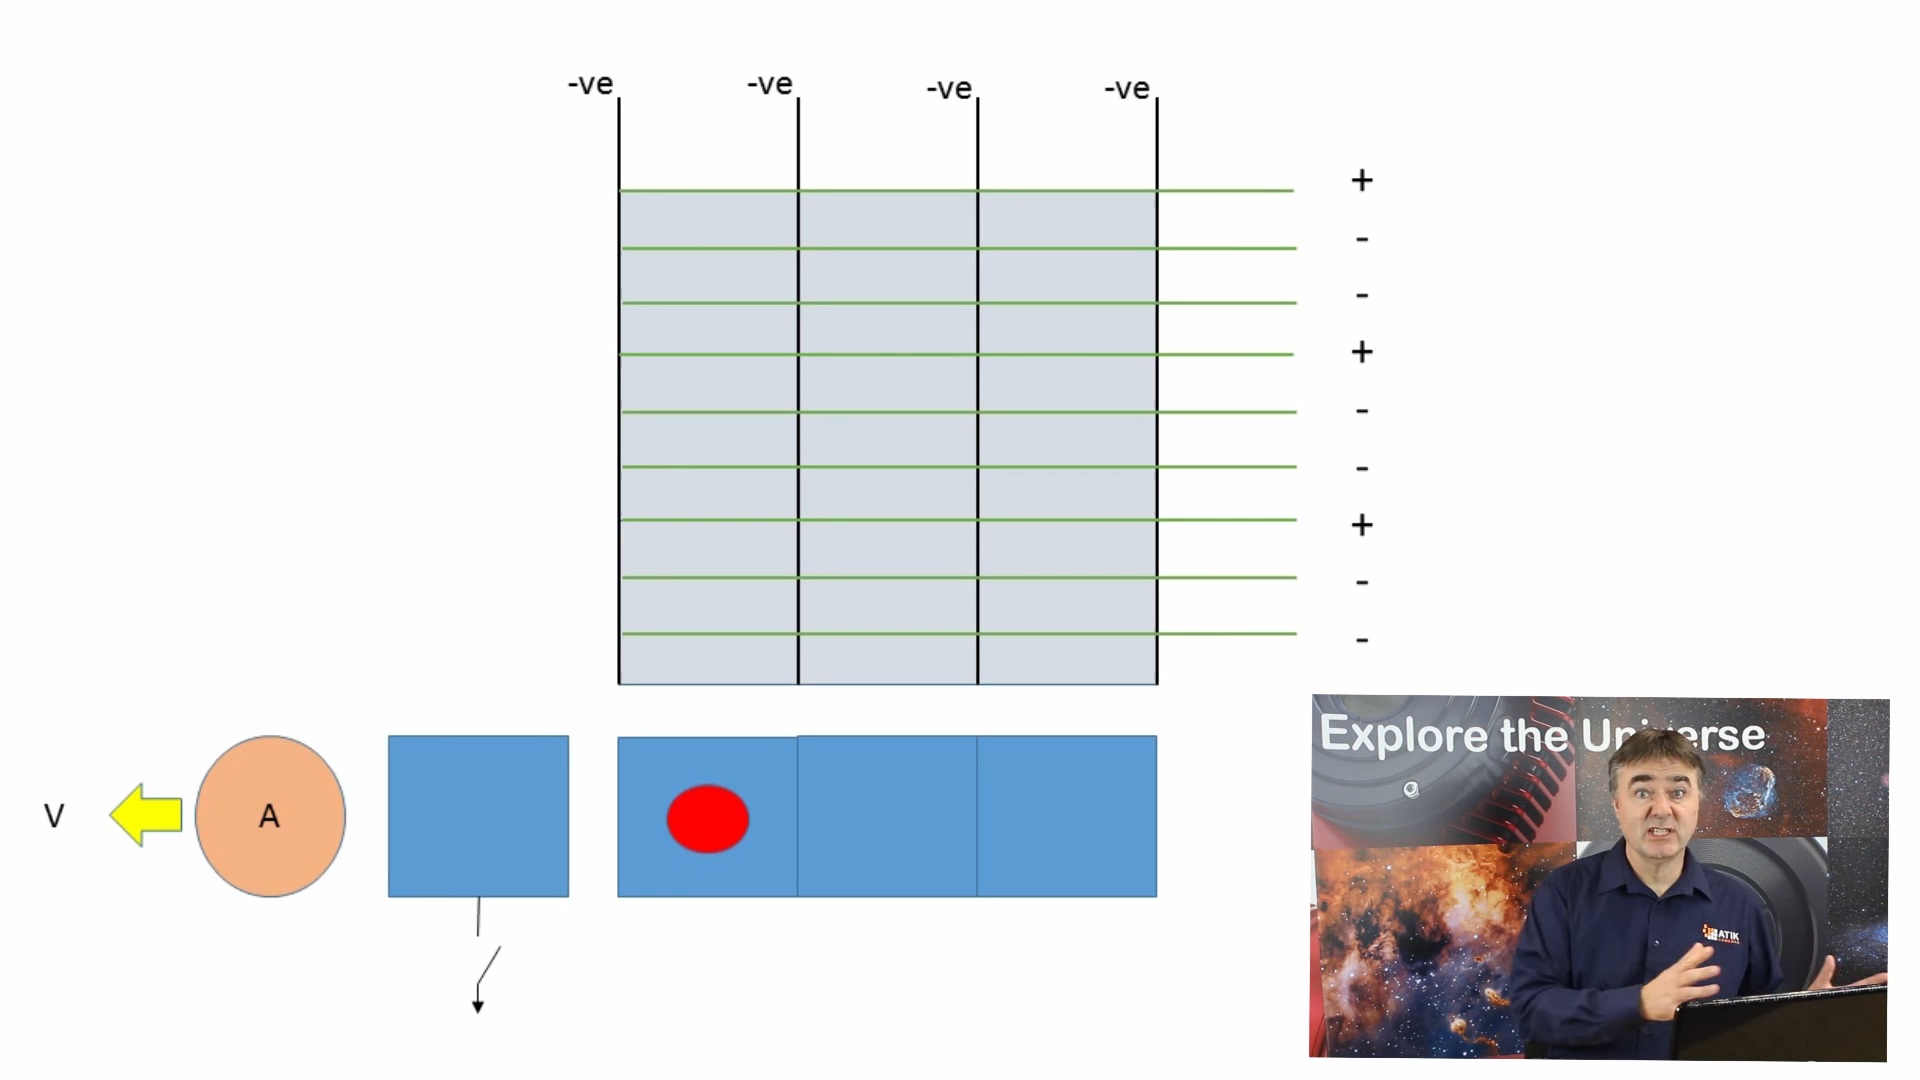 -ve -ve -ve -ve
+
-
-
+
-
-
+
-
-
Explore the Universe
V
A
ATIK